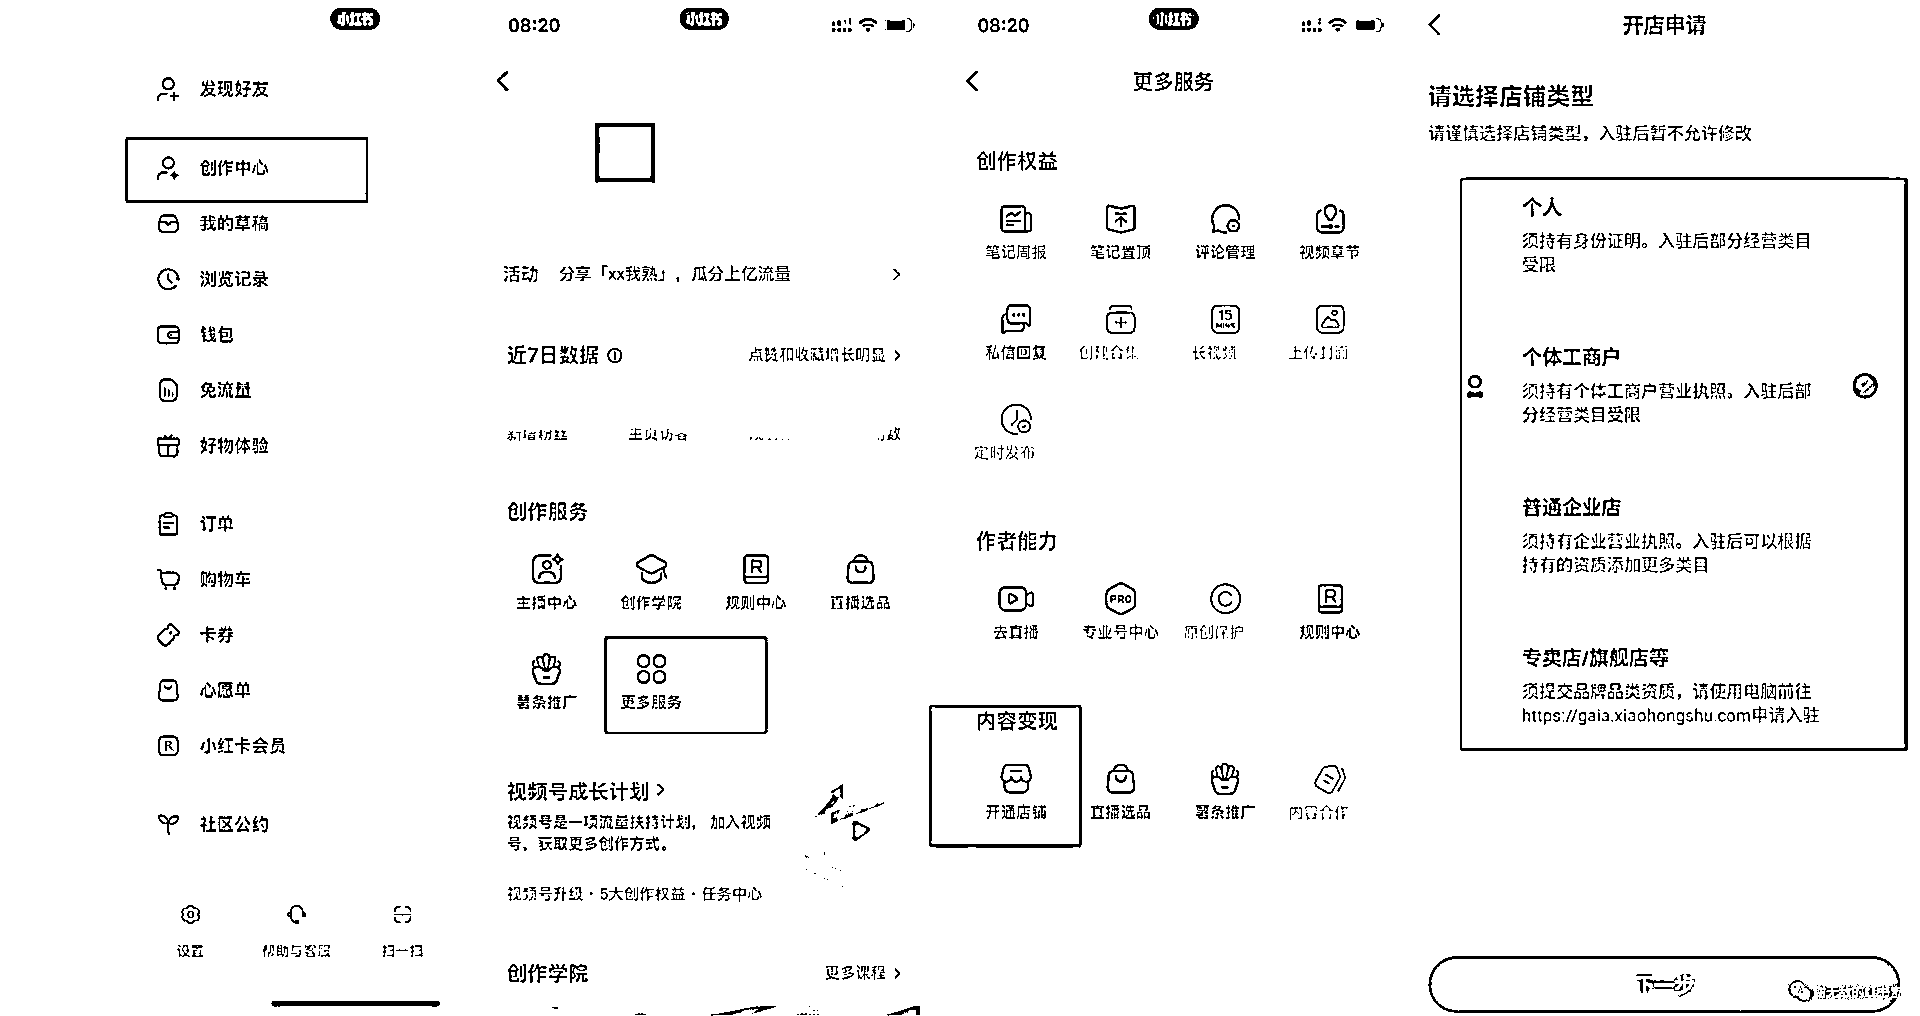 小红书
发现好友
创作中心
我的草稿
浏览记录
钱包
免流量
好物体验
订单
购物车
卡券
心愿单
小红卡会员
社区公约
设置
帮助与客服
扫一扫
08:20
小红书
活动 分享「xx我熟」，瓜分上亿流量
近7日数据
点赞和收藏增长明显
新增粉丝
主页访客
创作服务
主播中心
创作学院
规则中心
直播选品
薯条推广
更多服务
视频号成长计划
视频号是一项流量扶持计划，加入视频
号，获取更多创作方式。
视频号升级·5大创作权益·任务中心
创作学院
更多课程
08:20
小红书
更多服务
创作权益
笔记周报
笔记置顶
评论管理
视频章节
私信回复
创建合集
15
MINS
长视频
上传封面
定时发布
作者能力
去直播
PRO
专业号中心
原创保护
规则中心
内容变现
开通店铺
直播选品
薯条推广
内容合作
开店申请
请选择店铺类型
请谨慎选择店铺类型，入驻后暂不允许修改
个人
须持有身份证明。入驻后部分经营类目
受限
个体工商户
须持有个体工商户营业执照。入驻后部
分经营类目受限
普通企业店
须持有企业营业执照。入驻后可以根据
持有的资质添加更多类目
专卖店/旗舰店等
须提交品牌品类资质，请使用电脑前往
https://gaia.xiaohongshu.com申请入驻
下一步